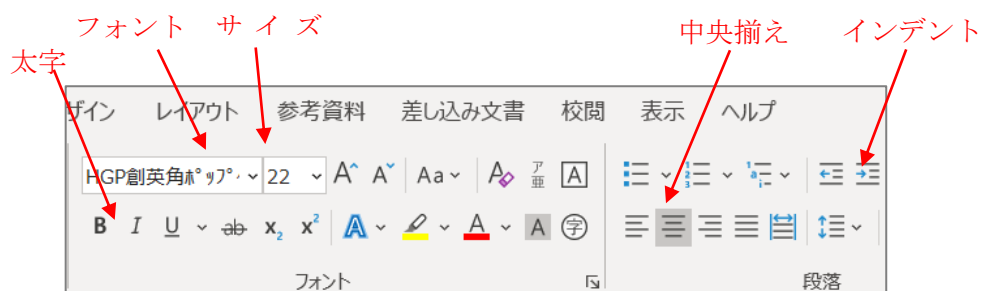 フォント サイズ
中央揃え インデント
太字
ザイン レイアウト 参考資料 差し込み文書 校閲 表示 ヘルプ
HGP創英角ﾎﾟｯﾌﾟ 22 A A Aa A ア亜 A
B I U ab x₂ x² A A A 字
フォント 段落